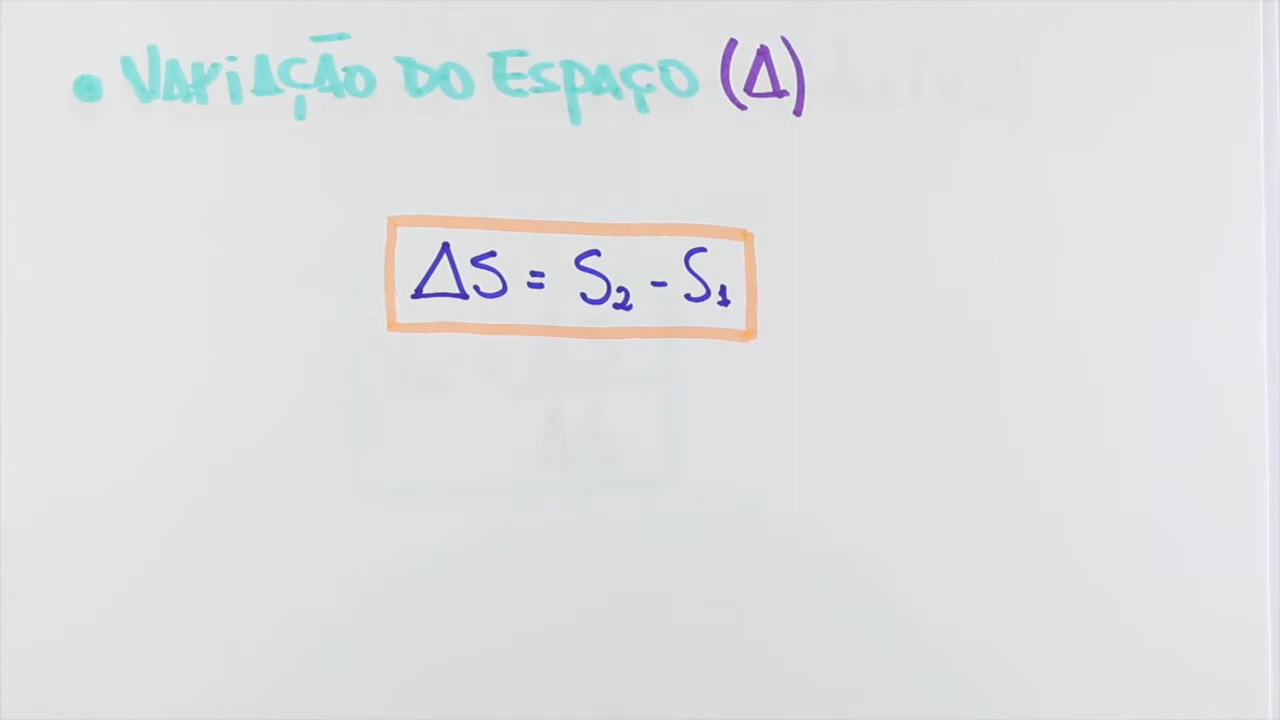 • VARIAÇÃO DO ESPAÇO (Δ)
ΔS = S₂ - S₁